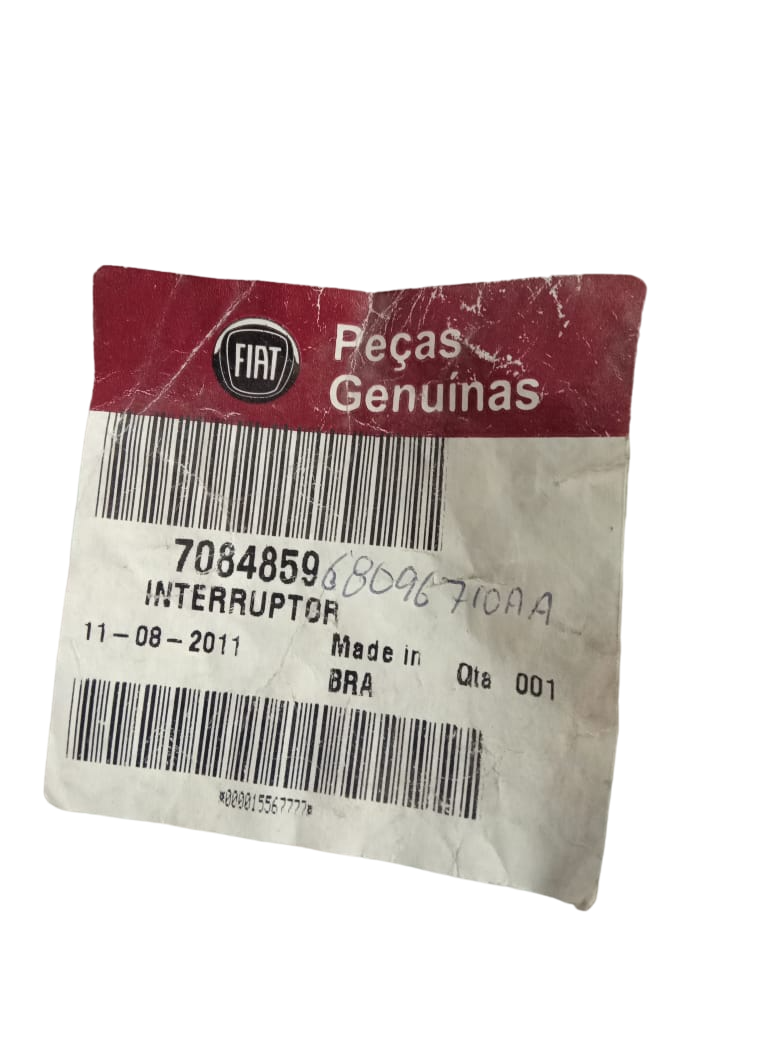 FIAT
Peças
Genuínas
7084859 68096710AA
INTERRUPTOR
11-08-2011 Made in Qta 001
BRA
*000015567777*